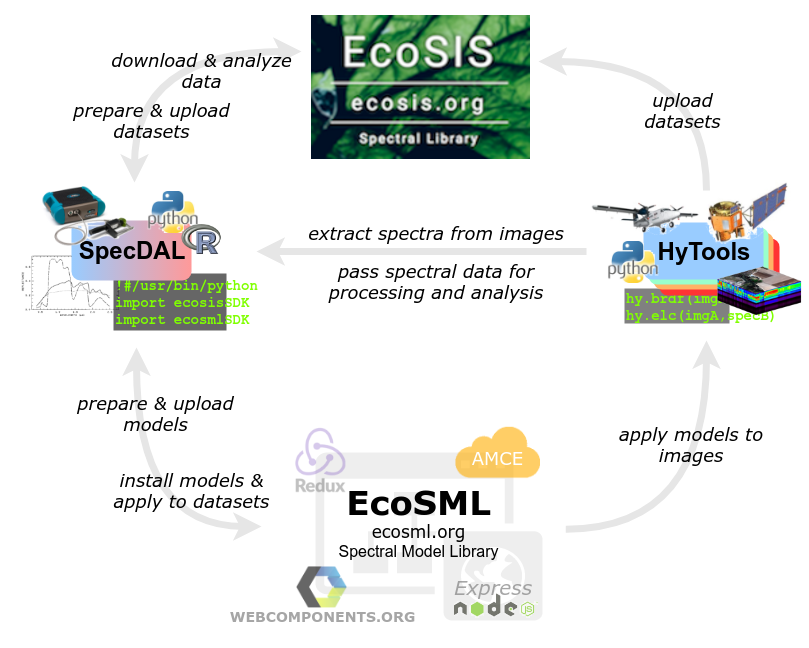 EcoSIS
ecosis.org
Spectral Library
download & analyze
data
prepare & upload
datasets
upload
datasets
python
R
SpecDAL
!#/usr/bin/python
import ecosisSDK
import ecosmlSDK
extract spectra from images
pass spectral data for
processing and analysis
python
HyTools
hy.brdf(img
hy.elc(imgA,specB)
prepare & upload
models
install models &
apply to datasets
apply models to
images
Redux
AMCE
EcoSML
ecosml.org
Spectral Model Library
WEBCOMPONENTS.ORG
Express
node
JS